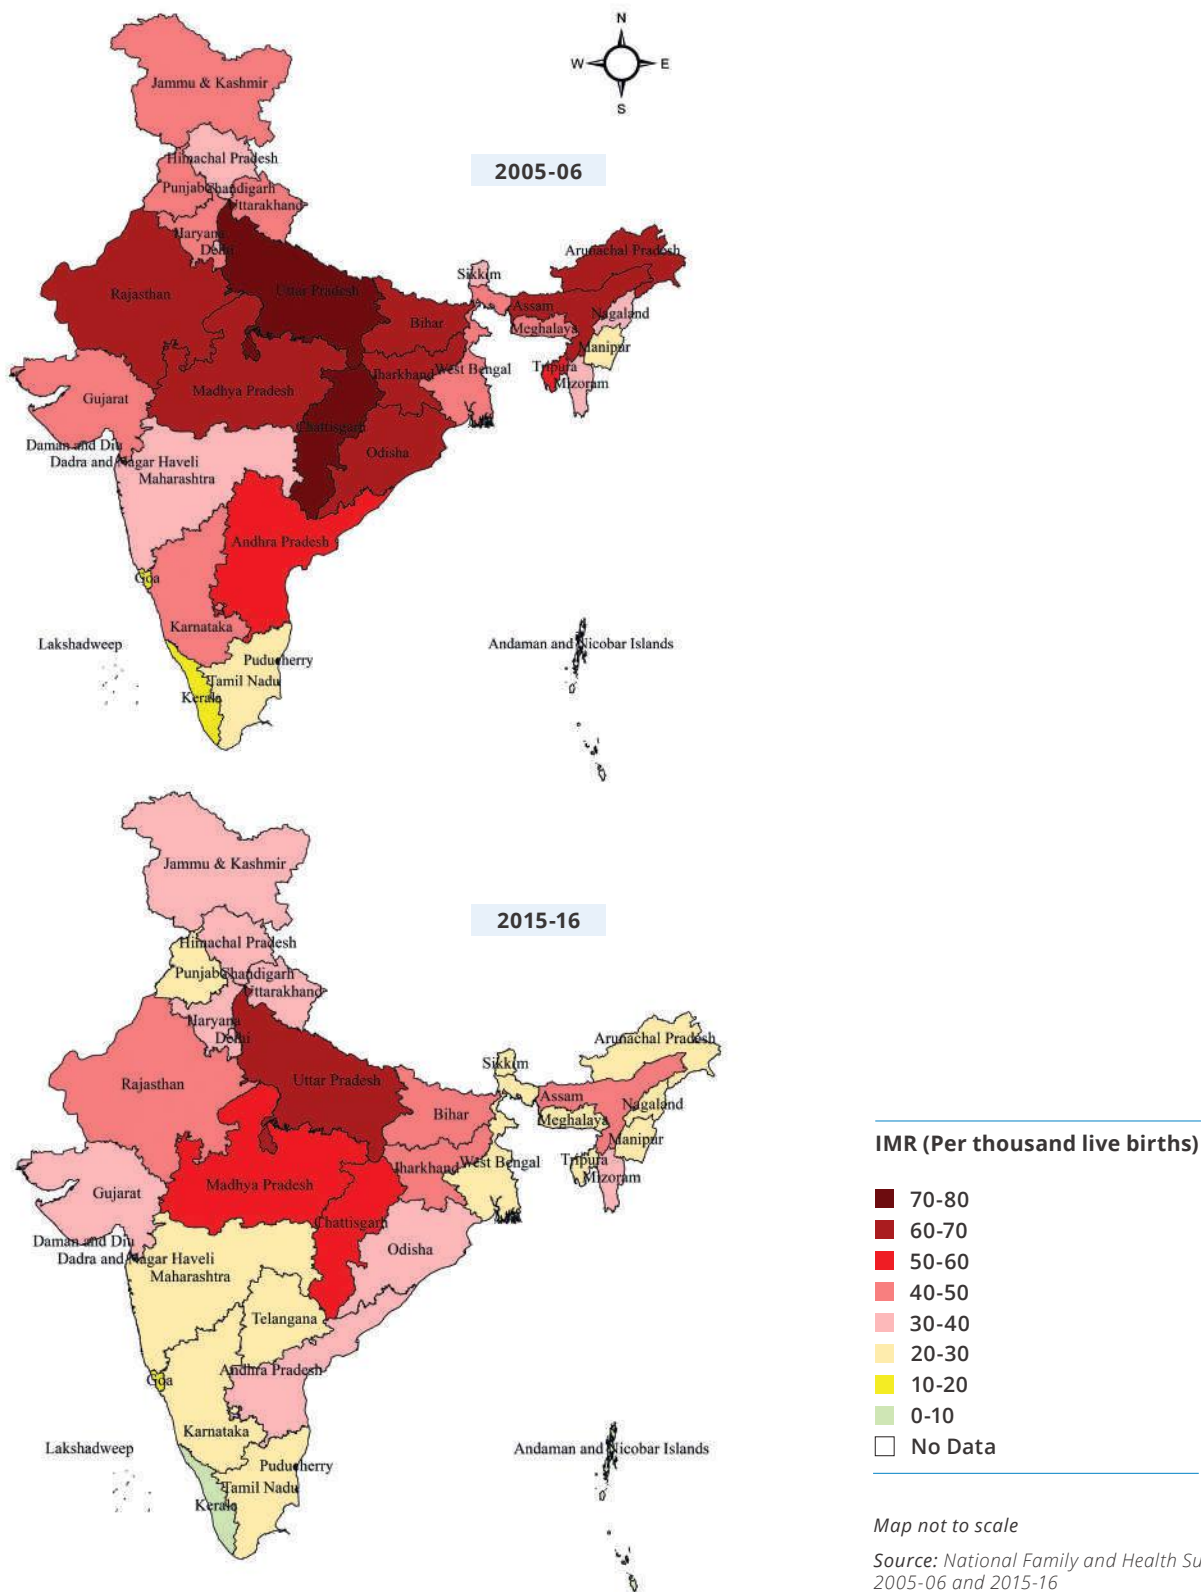 N
W E
S
2005-06
Jammu & Kashmir
Himachal Pradesh
Punjab
Chandigarh
Uttarakhand
Haryana
Delhi
Rajasthan
Uttar Pradesh
Sikkim
Arunachal Pradesh
Assam
Nagaland
Bihar
Meghalaya
Manipur
Tripura
Mizoram
Jharkhand
West Bengal
Madhya Pradesh
Gujarat
Chattisgarh
Daman and Diu
Dadra and Nagar Haveli
Odisha
Maharashtra
Andhra Pradesh
Goa
Karnataka
Lakshadweep
Andaman and Nicobar Islands
Puducherry
Tamil Nadu
Kerala
2015-16
Jammu & Kashmir
Himachal Pradesh
Punjab
Chandigarh
Uttarakhand
Haryana
Delhi
Rajasthan
Uttar Pradesh
Sikkim
Arunachal Pradesh
Assam
Nagaland
Bihar
Meghalaya
Manipur
Tripura
Mizoram
Jharkhand
West Bengal
Madhya Pradesh
Gujarat
Chattisgarh
Daman and Diu
Dadra and Nagar Haveli
Odisha
Maharashtra
Telangana
Andhra Pradesh
Goa
Karnataka
Lakshadweep
Andaman and Nicobar Islands
Puducherry
Tamil Nadu
Kerala
IMR (Per thousand live births)
70-80
60-70
50-60
40-50
30-40
20-30
10-20
0-10
No Data
Map not to scale
Source: National Family and Health Su
2005-06 and 2015-16